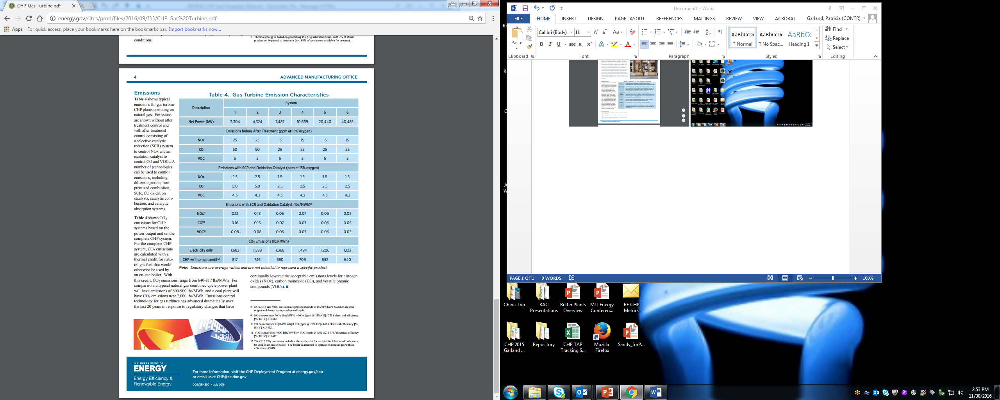 CHP-Gas Turbine.pdf
energy.gov/sites/prod/files/2016/09/f33/CHP-Gas%20Turbine.pdf
Apps For quick access, place your bookmarks here on the bookmarks bar. Import bookmarks now...
conditions.
7 Thermal energy is based on generating 150 psig saturated steam, with 7% of steam
production bypassed to deaerator (i.e., 93% of total steam available for process).
4 ADVANCED MANUFACTURING OFFICE
Emissions
Table 4 shows typical
emissions for gas turbine
CHP plants operating on
natural gas. Emissions
are shown without after
treatment control and
with after treatment
control consisting of
a selective catalytic
reduction (SCR) system
to control NOx and an
oxidation catalyst to
control CO and VOCs. A
number of technologies
can be used to control
emissions, including
diluent injection, lean
premixed combustion,
SCR, CO oxidation
catalysts, catalytic com-
bustion, and catalytic
absorption systems.
Table 4 shows CO2
emissions for CHP
systems based on the
power output and on the
complete CHP system.
For the complete CHP
system, CO2 emissions
are calculated with a
thermal credit for natu-
ral gas fuel that would
otherwise be used by
an on-site boiler. With
this credit, CO2 emissions range from 640-817 lbs/MWh. For
comparison, a typical natural gas combined cycle power plant
will have emissions of 800-900 lbs/MWh, and a coal plant will
have CO2 emissions near 2,000 lbs/MWh. Emissions control
technology for gas turbines has advanced dramatically over
the last 20 years in response to regulatory changes that have
Table 4. Gas Turbine Emission Characteristics
Description System
1 2 3 4 5 6
Net Power (kW) 3,304 4,324 7,487 10,669 20,440 40,485
Emissions before After Treatment (ppm at 15% oxygen)
NOx 25 25 15 15 15 15
CO 50 50 25 25 25 25
VOC 5 5 5 5 5 5
Emissions with SCR and Oxidation Catalyst (ppm at 15% oxygen)
NOx 2.5 2.5 1.5 1.5 1.5 1.5
CO 5.0 5.0 2.5 2.5 2.5 2.5
VOC 4.3 4.3 4.3 4.3 4.3 4.3
Emissions with SCR and Oxidation Catalyst (lbs/MWh)8
NOx9 0.13 0.13 0.06 0.07 0.06 0.05
CO10 0.16 0.15 0.07 0.07 0.06 0.05
VOC11 0.08 0.08 0.06 0.07 0.06 0.05
CO2 Emissions (lbs/MWh)
Electricity only 1,682 1,598 1,368 1,424 1,206 1,123
CHP w/ thermal credit12 817 746 660 709 652 640
Note: Emissions are average values and are not intended to represent a specific product.
continually lowered the acceptable emissions levels for nitrogen
oxides (NOx), carbon monoxide (CO), and volatile organic
compounds (VOCs). ■
8 NOx, CO, and VOC emissions expressed in units of lbs/MWh are based on electric
output and do not include a thermal credit.
9 NOx conversion: NOx [lbs/MWh] = NOx [ppm @ 15% O2] / 271 / electrical efficiency
[%, HHV] X 3.412.
10 CO conversion: CO [lbs/MWh] = CO [ppm @ 15% O2] / 446 / electrical efficiency [%,
HHV] X 3.412.
11 VOC conversion: VOC [lbs/MWh] = VOC [ppm @ 15% O2] / 779 / electrical effiiency
[%, HHV] X 3.412.
12 The CHP CO2 emissions include a thermal credit for avoided fuel that would otherwise
be used in an onsite boiler. The boiler is assumed to operate on natural gas with an
efficiency of 80%.
U.S. DEPARTMENT OF
ENERGY
Energy Efficiency &
Renewable Energy
For more information, visit the CHP Deployment Program at energy.gov/chp
or email us at CHP@ee.doe.gov
DOE/EE-1330 • July 2016
Document1 - Word
FILE HOME INSERT DESIGN PAGE LAYOUT REFERENCES MAILINGS REVIEW VIEW ACROBAT Garland, Patricia (CONTR)
Paste
Calibri (Body) 11
AaBbCcDc AaBbCcDc AaBbCc
¶ Normal ¶ No Spac... Heading 1
Find
Replace
Select
Clipboard Font Paragraph Styles Editing
PAGE 1 OF 1 0 WORDS 100%
China Trip
RAC
Presentations
Better Plants
Overview
MIT Energy
Conferen...
RE CHP
Metrics
CHP 2015
Garland ...
Repository
CHP TAP
Tracking S...
Mozilla
Firefox
Sandy_forP...
2:53 PM
11/30/2016